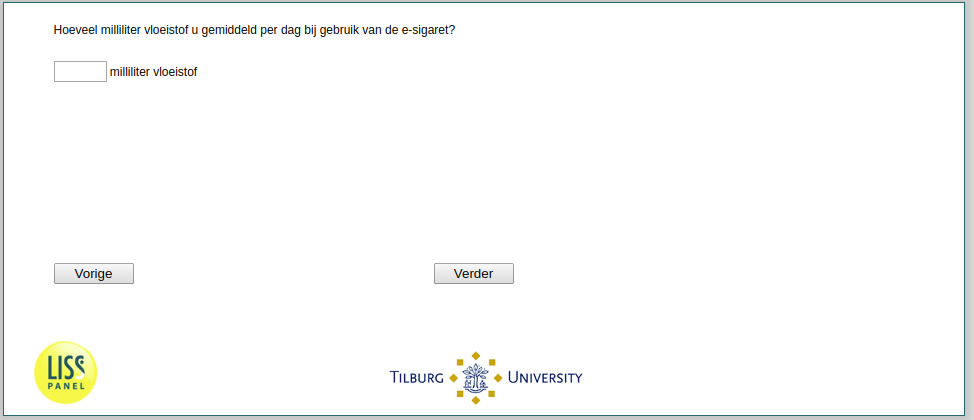 Hoeveel milliliter vloeistof u gemiddeld per dag bij gebruik van de e-sigaret?
milliliter vloeistof
Vorige Verder
LISS
PANEL
TILBURG UNIVERSITY